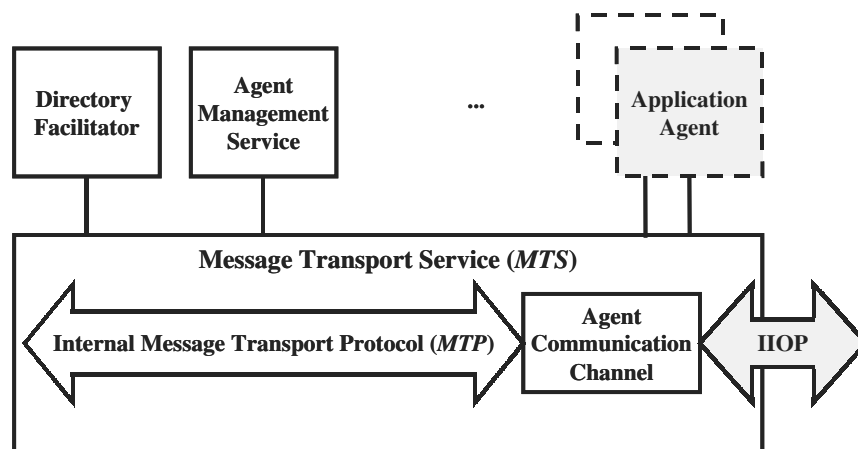 Directory
Facilitator
Agent
Management
Service
...
Application
Agent
Message Transport Service (MTS)
Internal Message Transport Protocol (MTP)
Agent
Communication
Channel
IIOP